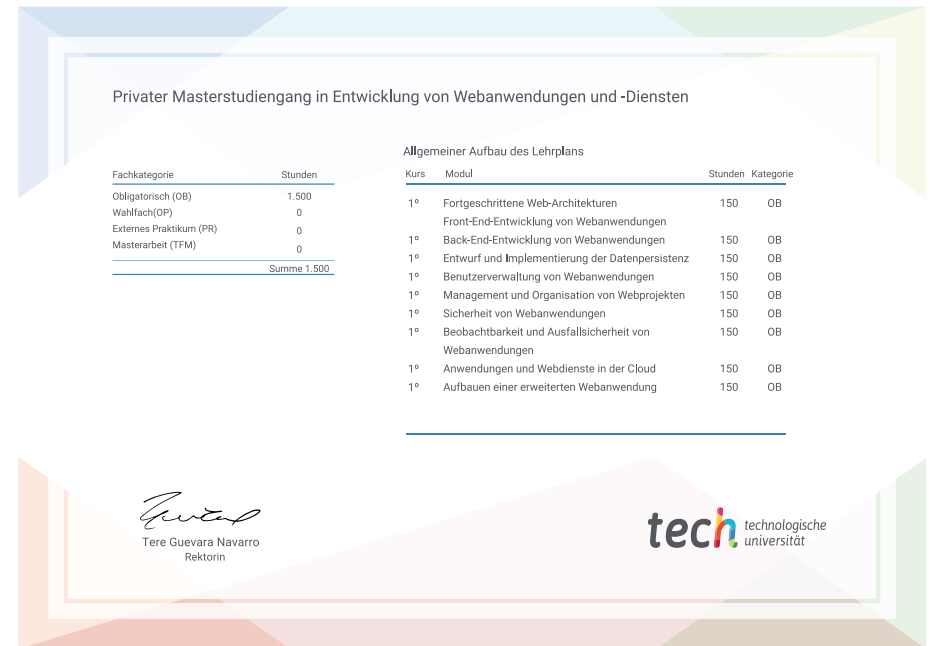 Privater Masterstudiengang in Entwicklung von Webanwendungen und -Diensten
Fachkategorie Stunden
Obligatorisch (OB) 1.500
Wahlfach(OP) 0
Externes Praktikum (PR) 0
Masterarbeit (TFM) 0
Summe 1.500
Allgemeiner Aufbau des Lehrplans
Kurs Modul Stunden Kategorie
1º Fortgeschrittene Web-Architekturen 150 OB
Front-End-Entwicklung von Webanwendungen
1º Back-End-Entwicklung von Webanwendungen 150 OB
1º Entwurf und Implementierung der Datenpersistenz 150 OB
1º Benutzerverwaltung von Webanwendungen 150 OB
1º Management und Organisation von Webprojekten 150 OB
1º Sicherheit von Webanwendungen 150 OB
1º Beobachtbarkeit und Ausfallsicherheit von 150 OB
Webanwendungen
1º Anwendungen und Webdienste in der Cloud 150 OB
1º Aufbauen einer erweiterten Webanwendung 150 OB
Tere Guevara Navarro
Rektorin
tech technologische
universität